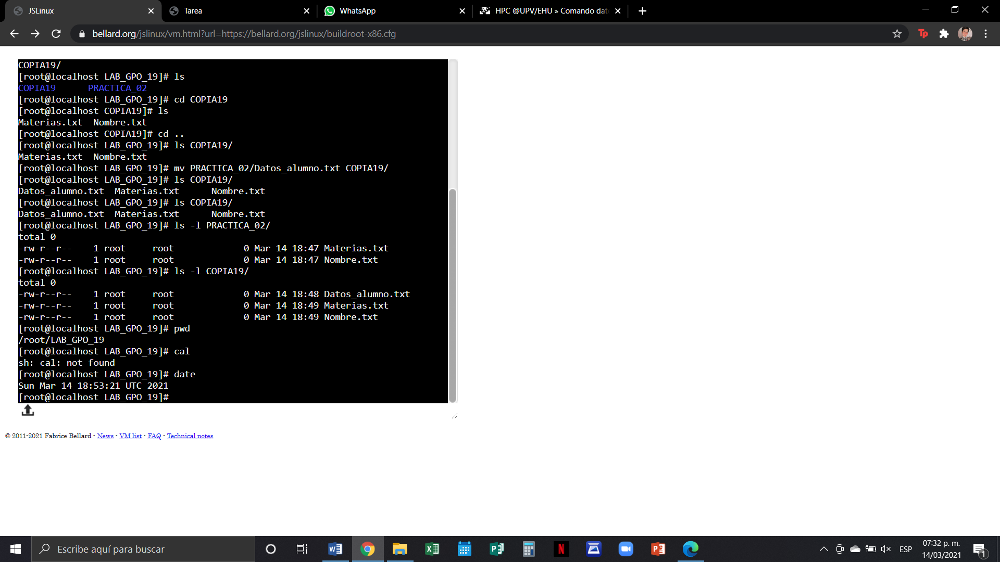 JSLinux
Tarea
WhatsApp
HPC @UPV/EHU » Comando dat
bellard.org/jslinux/vm.html?url=https://bellard.org/jslinux/buildroot-x86.cfg
Tp
COPIA19/
[root@localhost LAB_GPO_19]# ls
COPIA19      PRACTICA_02
[root@localhost LAB_GPO_19]# cd COPIA19
[root@localhost COPIA19]# ls
Materias.txt  Nombre.txt
[root@localhost COPIA19]# cd ..
[root@localhost LAB_GPO_19]# ls COPIA19/
Materias.txt  Nombre.txt
[root@localhost LAB_GPO_19]# mv PRACTICA_02/Datos_alumno.txt COPIA19/
[root@localhost LAB_GPO_19]# ls COPIA19/
Datos_alumno.txt  Materias.txt      Nombre.txt
[root@localhost LAB_GPO_19]# ls COPIA19/
Datos_alumno.txt  Materias.txt      Nombre.txt
[root@localhost LAB_GPO_19]# ls -l PRACTICA_02/
total 0
-rw-r--r--    1 root     root             0 Mar 14 18:47 Materias.txt
-rw-r--r--    1 root     root             0 Mar 14 18:47 Nombre.txt
[root@localhost LAB_GPO_19]# ls -l COPIA19/
total 0
-rw-r--r--    1 root     root             0 Mar 14 18:48 Datos_alumno.txt
-rw-r--r--    1 root     root             0 Mar 14 18:49 Materias.txt
-rw-r--r--    1 root     root             0 Mar 14 18:49 Nombre.txt
[root@localhost LAB_GPO_19]# pwd
/root/LAB_GPO_19
[root@localhost LAB_GPO_19]# cal
sh: cal: not found
[root@localhost LAB_GPO_19]# date
Sun Mar 14 18:53:21 UTC 2021
[root@localhost LAB_GPO_19]#
© 2011-2021 Fabrice Bellard - News - VM list - FAQ - Technical notes
Escribe aquí para buscar
ESP
07:32 p. m.
14/03/2021
1